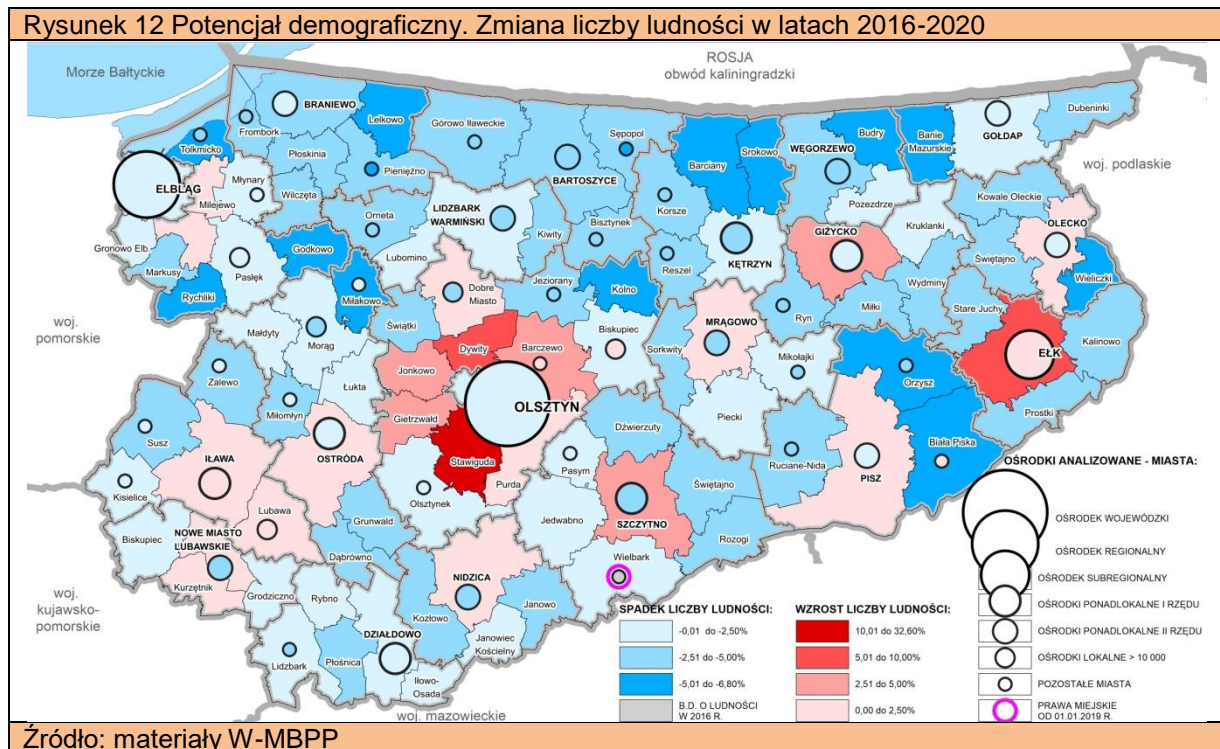 Rysunek 12 Potencjał demograficzny. Zmiana liczby ludności w latach 2016-2020
Morze Bałtyckie
ROSJA
obwód kaliningradzki
woj. podlaskie
woj.
pomorskie
woj.
kujawsko-
pomorskie
woj. mazowieckie
BRANIEWO
Frombork
Lelkowo
Górowo Iławeckie
Sępopol
Tolkmicko
Płoskinia
Pieniężno
BARTOSZYCE
Barciany
Srokowo
WĘGORZEWO
Budry
Banie
Mazurskie
GOŁDAP
Dubeninki
ELBLĄG
Milejewo
Młynary
Wilczęta
Orneta
LIDZBARK
WARMIŃSKI
Kiwity
Bisztynek
Korsze
Reszel
KĘTRZYN
Pozezdrze
Kruklanki
Kowale Oleckie
OLECKO
Gronowo Elb.
Markusy
Pasłęk
Godkowo
Lubomino
GIŻYCKO
Świętajno
Wieliczki
Rychliki
Miłakowo
Dobre
Miasto
Jeziorany
Kolno
Wydminy
Miłki
Stare Juchy
Małdyty
Morąg
Świątki
Dywity
Barczewo
Biskupiec
Sorkwity
MRĄGOWO
Ryn
Mikołajki
Orzysz
EŁK
Kalinowo
Zalewo
Łukta
Jonkowo
Miłomłyn
Gietrzwałd
OLSZTYN
Piecki
Prostki
Susz
IŁAWA
OSTRÓDA
Stawiguda
Purda
Pasym
Dźwierzuty
Ruciane-Nida
PISZ
Biała Piska
Kisielice
Olsztynek
Świętajno
Lubawa
Grunwald
Jedwabno
SZCZYTNO
Rozogi
Biskupiec
NOWE MIASTO
LUBAWSKIE
Dąbrówno
Wielbark
Kurzętnik
NIDZICA
Grodziczno
Rybno
Kozłowo
Janowo
DZIAŁDOWO
Janowiec
Kościelny
Lidzbark
Płośnica
Iłowo-
Osada
SPADEK LICZBY LUDNOŚCI:
-0,01 do -2,50%
-2,51 do -5,00%
-5,01 do -6,80%
B.D. O LUDNOŚCI
W 2016 R.
WZROST LICZBY LUDNOŚCI:
10,01 do 32,60%
5,01 do 10,00%
2,51 do 5,00%
0,00 do 2,50%
OŚRODKI ANALIZOWANE - MIASTA:
OŚRODEK WOJEWÓDZKI
OŚRODEK REGIONALNY
OŚRODEK SUBREGIONALNY
OŚRODKI PONADLOKALNE I RZĘDU
OŚRODKI PONADLOKALNE II RZĘDU
OŚRODKI LOKALNE > 10 000
POZOSTAŁE MIASTA
PRAWA MIEJSKIE
OD 01.01.2019 R.
Źródło: materiały W-MBPP